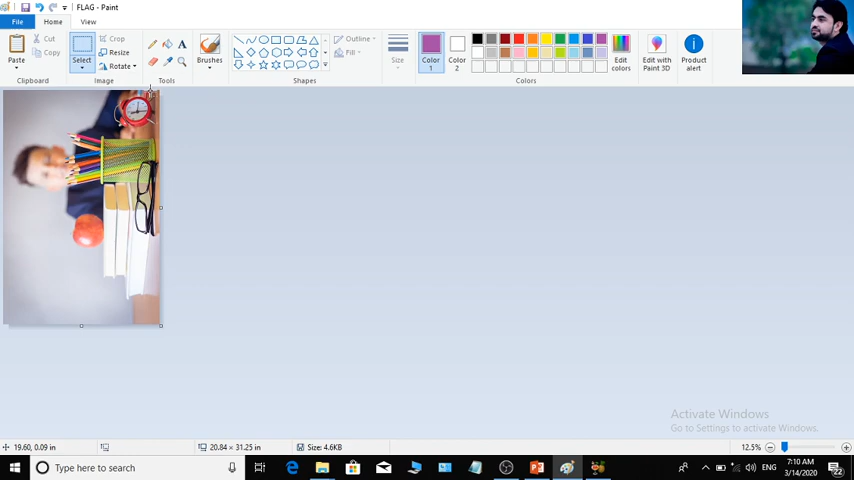 FLAG - Paint
File
Home
View
Paste
Cut
Copy
Clipboard
Select
Crop
Resize
Rotate
Image
A
Tools
Brushes
Outline
Fill
Shapes
Size
Color
1
Color
2
Edit
colors
Colors
Edit with
Paint 3D
Product
alert
Activate Windows
Go to Settings to activate Windows.
19.60, 0.09 in
20.84 × 31.25 in
Size: 4.6KB
12.5%
Type here to search
ENG
7:10 AM
3/14/2020
22